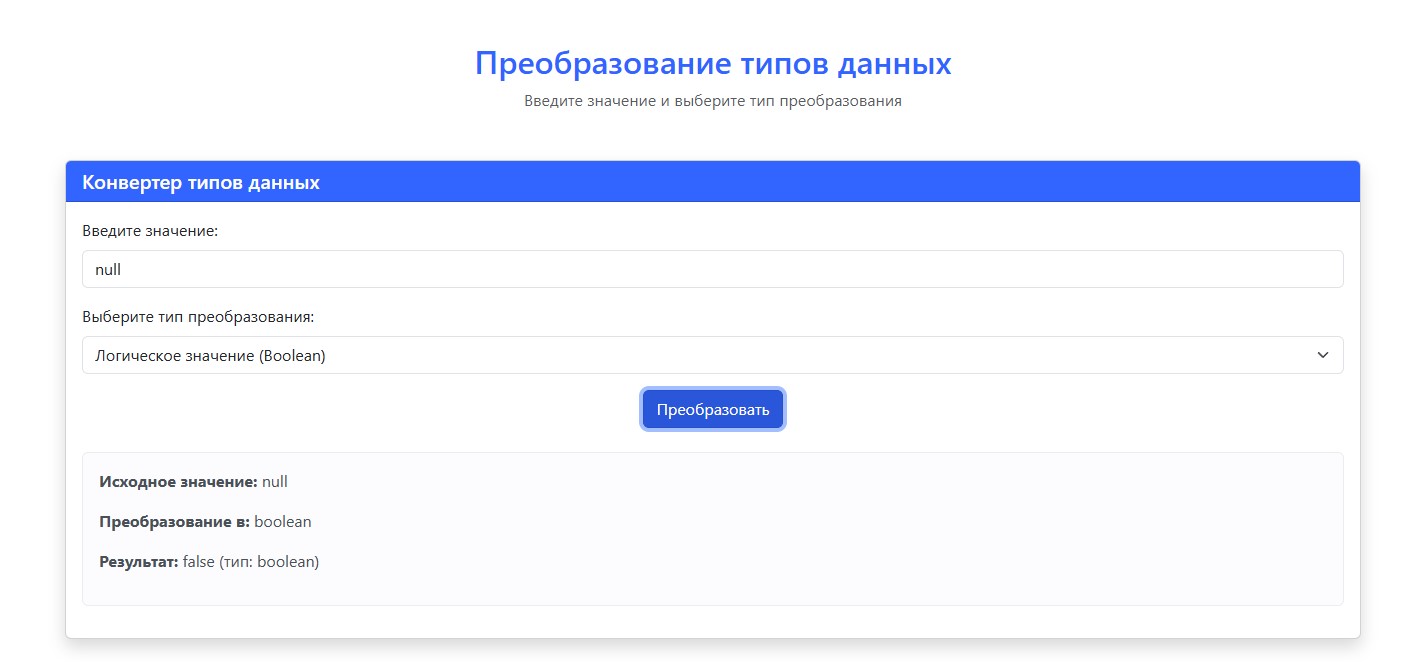 Преобразование типов данных
Введите значение и выберите тип преобразования
Конвертер типов данных
Введите значение:
null
Выберите тип преобразования:
Логическое значение (Boolean)
Преобразовать
Исходное значение: null
Преобразование в: boolean
Результат: false (тип: boolean)